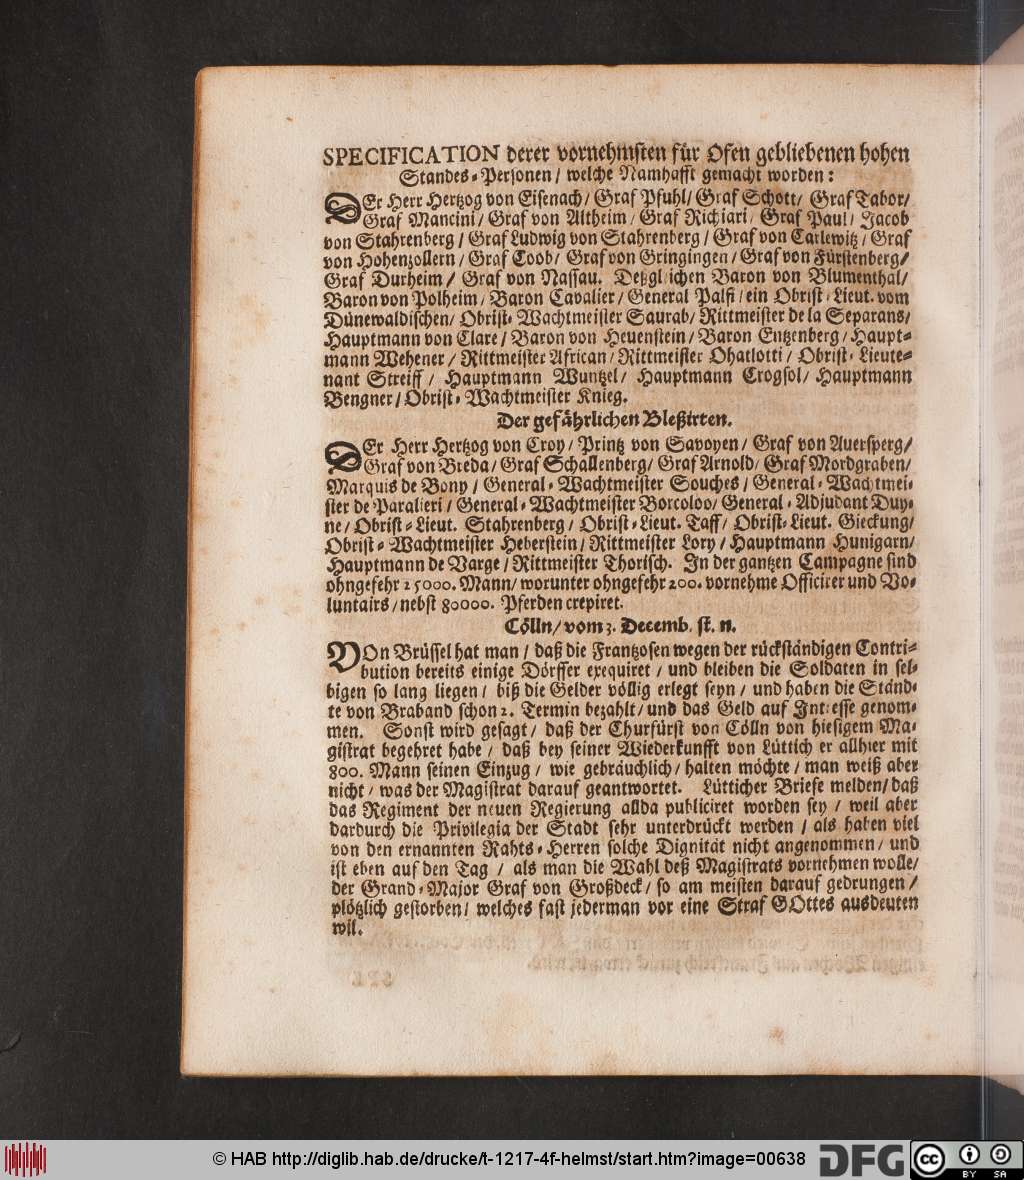 SPECIFICATION derer vornehmsten für Ofen gebliebenen hohen
Standes-Personen / welche Namhafft gemacht worden:
DEr Herr Hertzog von Eisenach/ Graf Pfuhl/ Graf Schott/ Graf Tabor/
Graf Mancini/ Graf von Altheim/ Graf Richiari/ Graf Paul/ Jacob
von Stahrenberg / Graf Ludwig von Stahrenberg / Graf von Carlewitz / Graf
von Hohenzollern / Graf Coob/ Graf von Gringingen / Graf von Fürstenberg/
Graf Durheim / Graf von Nassau. Deßgleichen Baron von Blumenthal/
Baron von Polheim / Baron Cavalier / General Palfi / ein Obrist-Lieut. vom
Dünewaldischen/ Obrist-Wachtmeister Saurab/ Rittmeister de la Separans/
Hauptmann von Clare / Baron von Heuenstein / Baron Entzenberg / Haupt-
mann Wehener / Rittmeister African / Rittmeister Ohatlotti / Obrist-Lieute-
nant Streiff / Hauptmann Wuntzel / Hauptmann Crogsol / Hauptmann
Bengner / Obrist-Wachtmeister Knieg.
Der gefährlichen Bleßirten.
DEr Herr Hertzog von Croy / Printz von Savoyen / Graf von Auersperg/
Graf von Breda / Graf Schallenberg/ Graf Arnold/ Graf Mordgraben/
Marquis de Bony / General-Wachtmeister Souches / General-Wachtmei-
ster de Paralieri / General-Wachtmeister Borcoloo/ General-Adjudant Duy-
ne / Obrist-Lieut. Stahrenberg / Obrist-Lieut. Taff / Obrist-Lieut. Gieckung/
Obrist-Wachtmeister Heberstein / Rittmeister Lory / Hauptmann Hunigarn/
Hauptmann de Varge / Rittmeister Thorisch. In der gantzen Campagne sind
ohngefehr 25000. Mann/ worunter ohngefehr 200. vornehme Officirer und Vo-
luntairs / nebst 80000. Pferden crepiret.
Cölln / vom 3. Decemb. st. n.
VOn Brüssel hat man / daß die Frantzosen wegen der rückständigen Contri-
bution bereits einige Dörffer exequiret / und bleiben die Soldaten in sel-
bigen so lang liegen / biß die Gelder völlig erlegt seyn / und haben die Stånd-
te von Braband schon 2. Termin bezahlt / und das Geld auf Intresse genom-
men. Sonst wird gesagt / daß der Churfürst von Cölln von hiesigem Ma-
gistrat begehret habe / daß bey seiner Wiederkunfft von Lüttich er allhier mit
800. Mann seinen Einzug / wie gebräuchlich / halten möchte / man weiß aber
nicht / was der Magistrat darauf geantwortet. Lütticher Briefe melden / daß
das Regiment der neuen Regierung allda publiciret worden sey / weil aber
dardurch die Privilegia der Stadt sehr unterdrückt werden / als haben viel
von den ernannten Rahts-Herren solche Dignität nicht angenommen / und
ist eben auf den Tag / als man die Wahl deß Magistrats vornehmen wolle/
der Grand-Major Graf von Großdeck / so am meisten darauf gedrungen /
plötzlich gestorben / welches fast jederman vor eine Straf GOttes ausdeuten
wil.
© HAB http://diglib.hab.de/drucke/t-1217-4f-helmst/start.htm?image=00638
DFG
cc BY SA